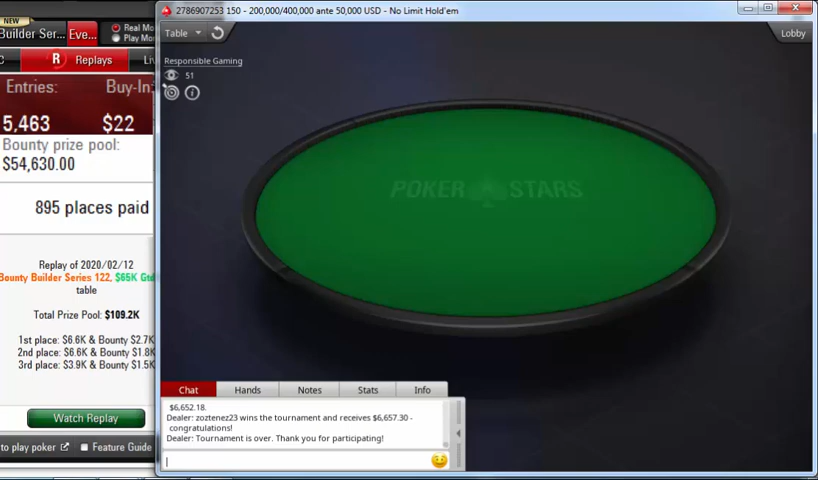 2786907253 150 - 200,000/400,000 ante 50,000 USD - No Limit Hold'em
NEW
Builder Ser... Eve...
Real Mo
Play Mon
C R Replays Liv
Entries: Buy-In:
5,463 $22
Bounty prize pool:
$54,630.00
895 places paid
Replay of 2020/02/12
Bounty Builder Series 122, $65K Gtd
table
Total Prize Pool: $109.2K
1st place: $6.6K & Bounty $2.7K
2nd place: $6.6K & Bounty $1.8K
3rd place: $3.9K & Bounty $1.5K
Watch Replay
to play poker Feature Guide
Table Lobby
Responsible Gaming
51
POKER STARS
Chat Hands Notes Stats Info
$6,652.18.
Dealer: zoztenez23 wins the tournament and receives $6,657.30 -
congratulations!
Dealer: Tournament is over. Thank you for participating!